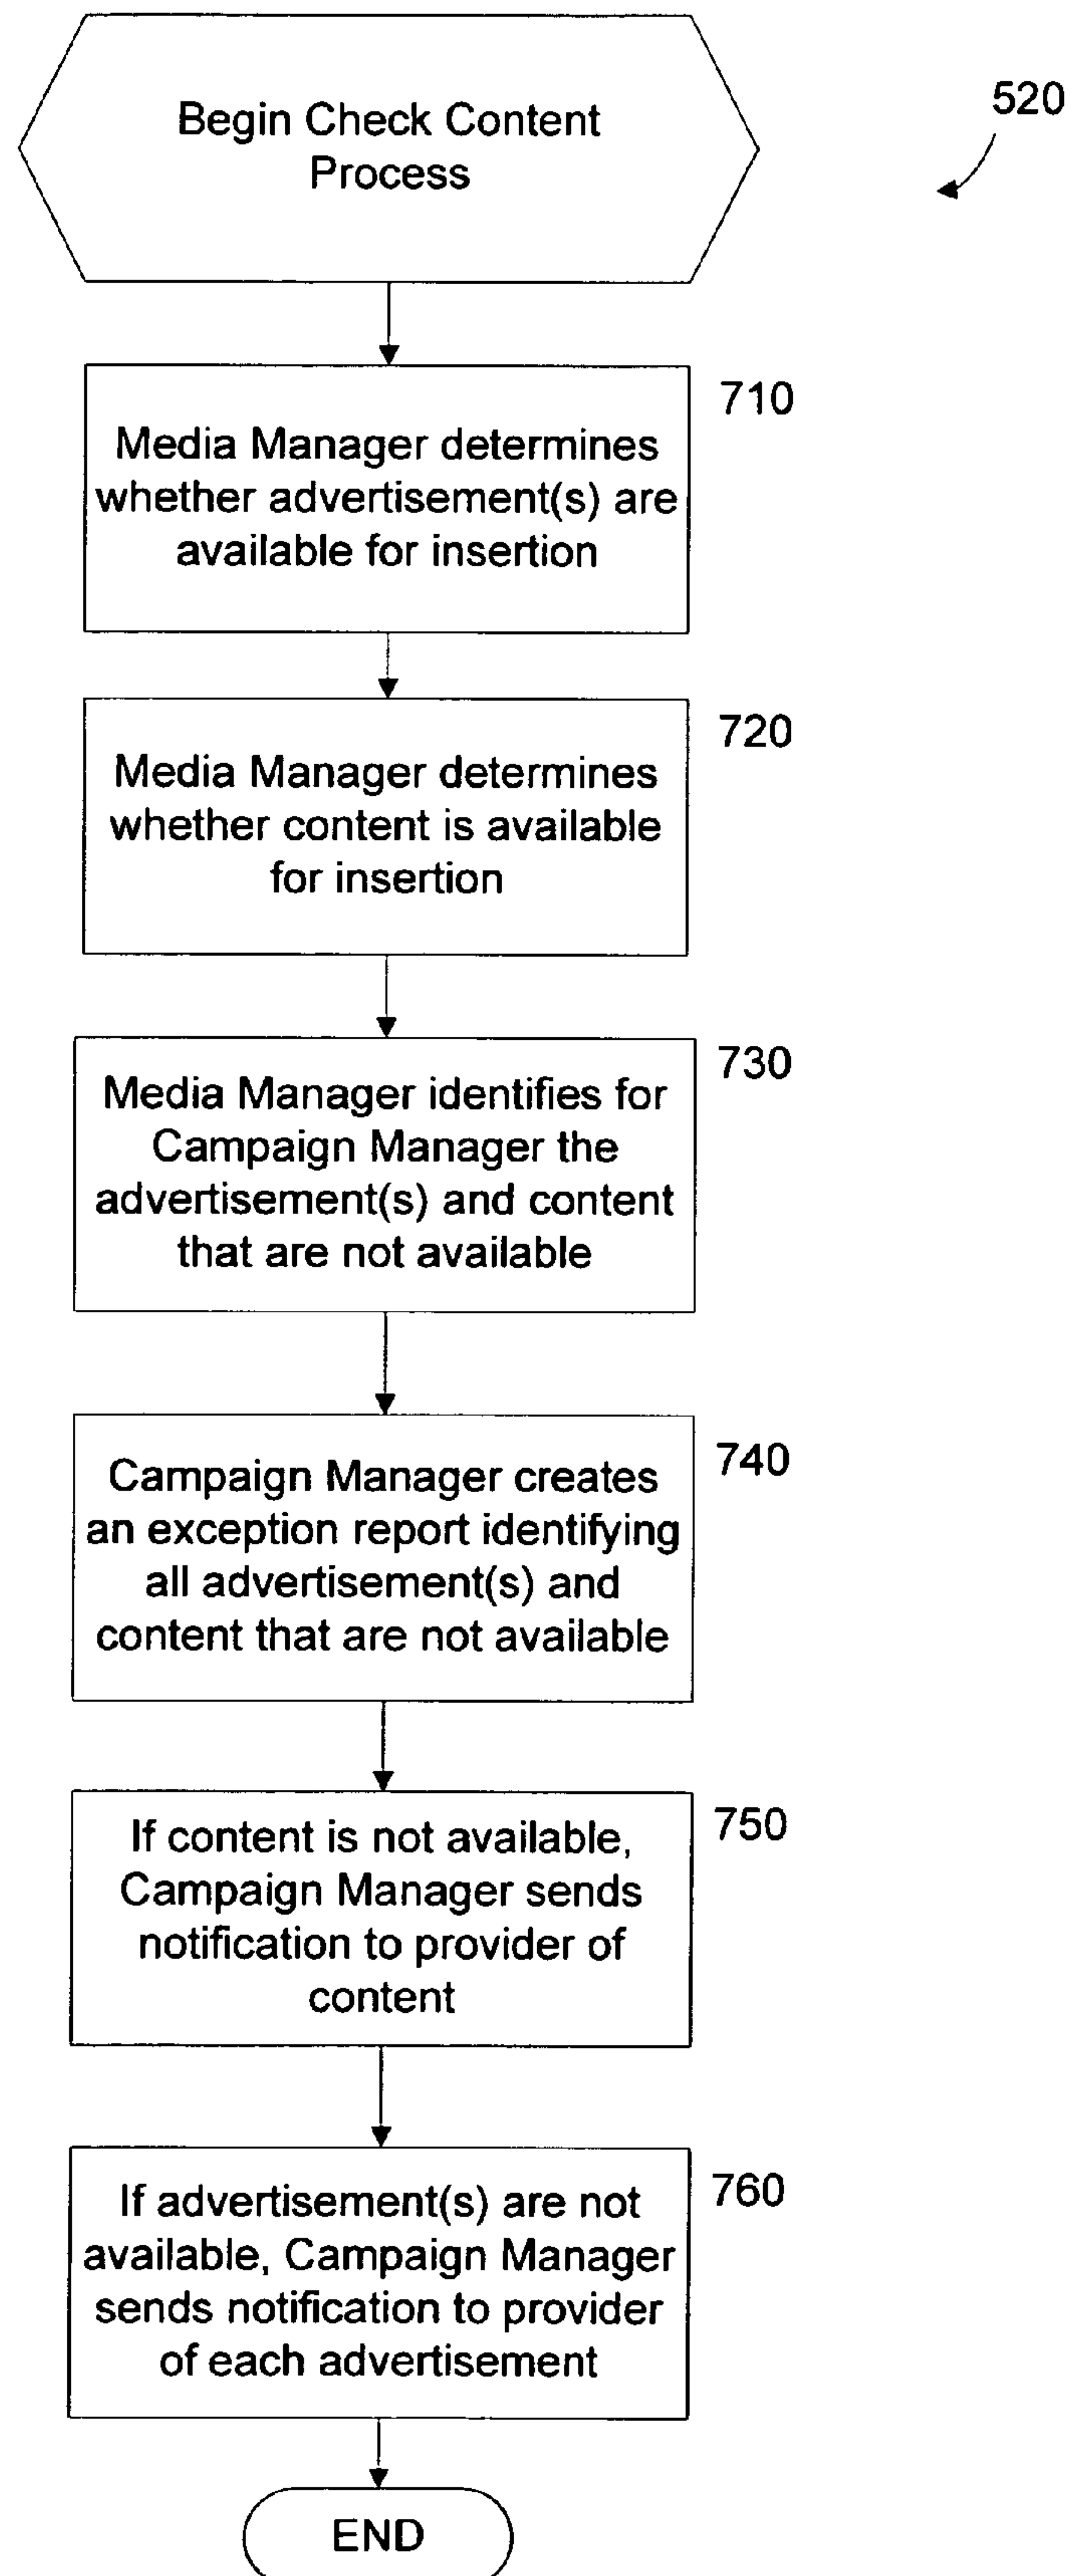 Begin Check Content
Process
520
710
Media Manager determines
whether advertisement(s) are
available for insertion
720
Media Manager determines
whether content is available
for insertion
730
Media Manager identifies for
Campaign Manager the
advertisement(s) and content
that are not available
740
Campaign Manager creates
an exception report identifying
all advertisement(s) and
content that are not available
750
If content is not available,
Campaign Manager sends
notification to provider of
content
760
If advertisement(s) are not
available, Campaign Manager
sends notification to provider
of each advertisement
END